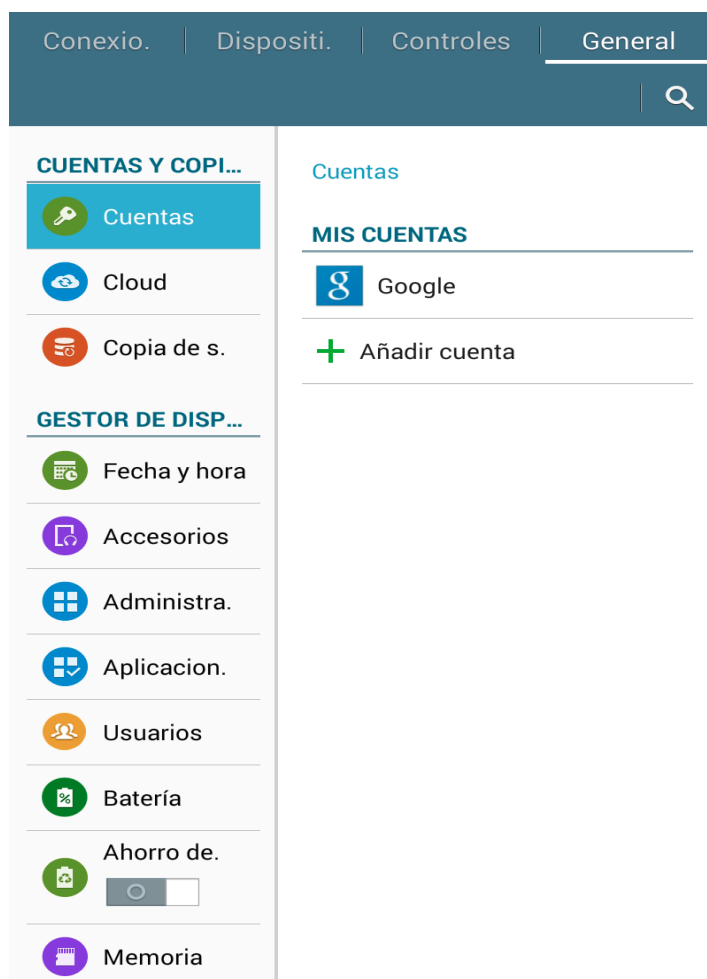 Conexio.
Dispositi.
Controles
General
CUENTAS Y COPI...
Cuentas
Cloud
Copia de s.
GESTOR DE DISP...
Fecha y hora
Accesorios
Administra.
Aplicacion.
Usuarios
Batería
Ahorro de.
Memoria
Cuentas
MIS CUENTAS
Google
Añadir cuenta